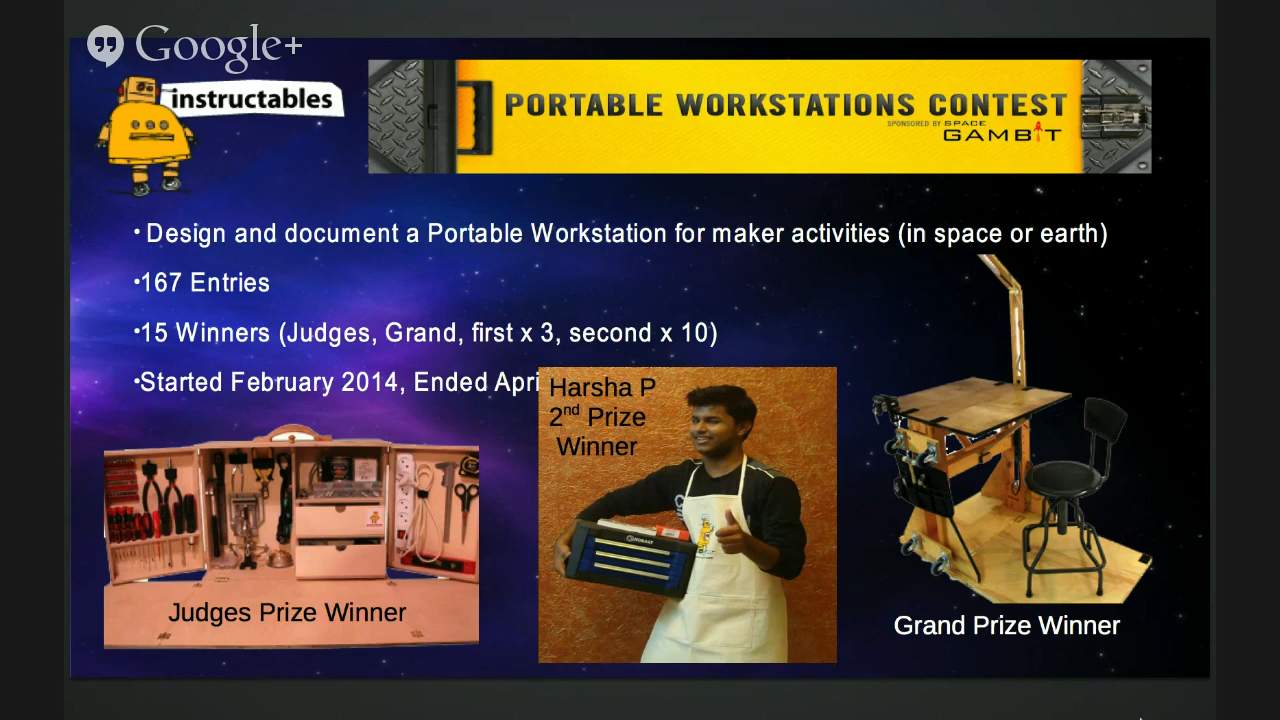 Google+
instructables
PORTABLE WORKSTATIONS CONTEST
SPONSORED BY SPACE
GAMBIT
• Design and document a Portable Workstation for maker activities (in space or earth)
•167 Entries
•15 Winners (Judges, Grand, first x 3, second x 10)
•Started February 2014, Ended Apri
Harsha P
2nd Prize
Winner
KOBALT
Judges Prize Winner
Grand Prize Winner